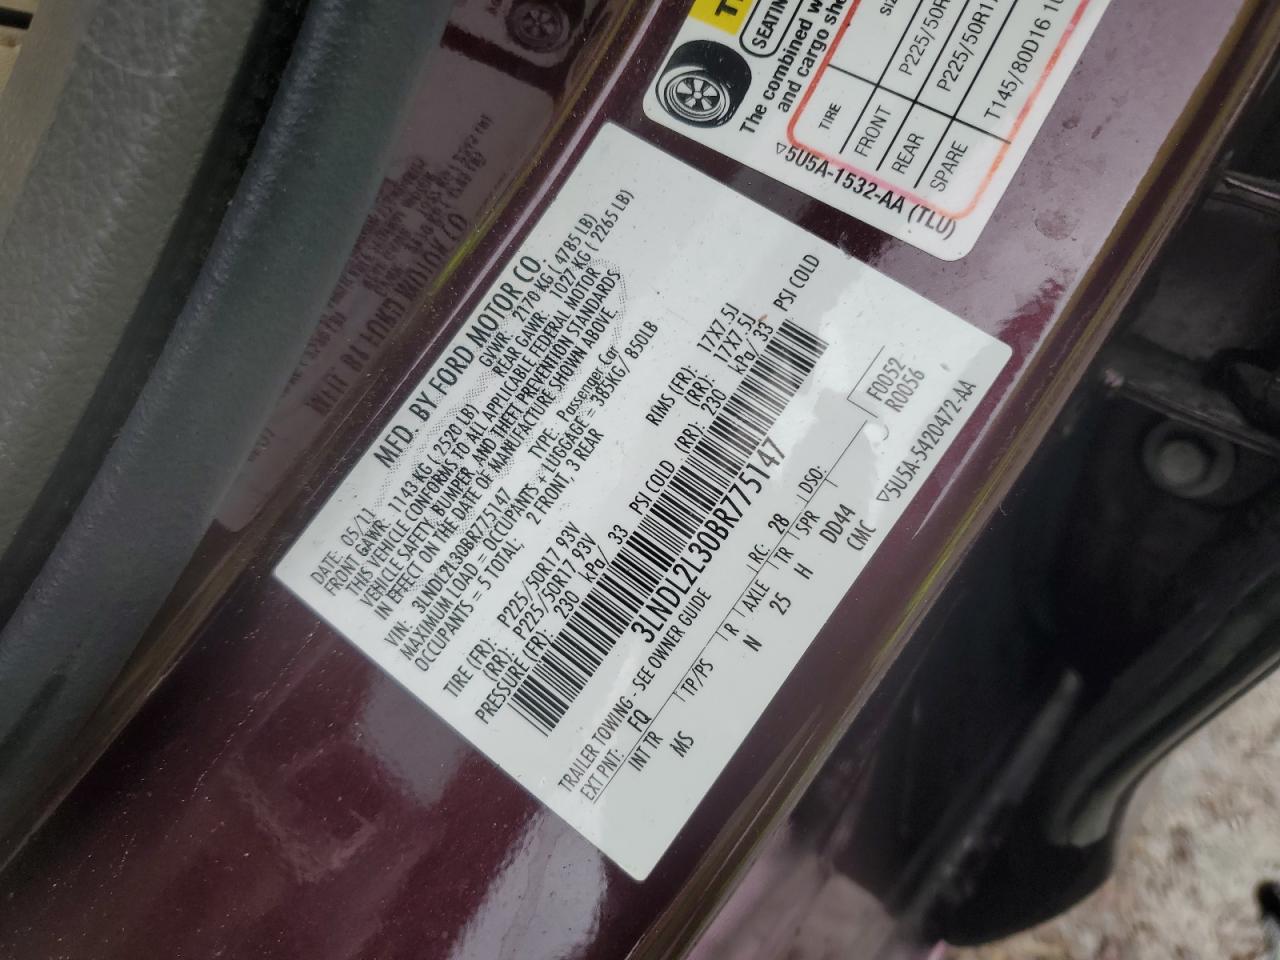 SEATIN
The combined w
and cargo sho
TIRE SIZ
FRONT P225/50R
REAR P225/50R1
SPARE T145/80D16 10
5U5A-1532-AA (TLU)
MFD. BY FORD MOTOR CO.
DATE: 05/11 GVWR: 2170 KG ( 4785 LB)
FRONT GAWR: 1143 KG ( 2520 LB) REAR GAWR: 1027 KG ( 2265 LB)
THIS VEHICLE CONFORMS TO ALL APPLICABLE FEDERAL MOTOR
VEHICLE SAFETY, BUMPER, AND THEFT PREVENTION STANDARDS
IN EFFECT ON THE DATE OF MANUFACTURE SHOWN ABOVE
VIN: 3LNDL2L30BR775147 TYPE: Passenger Car
MAXIMUM LOAD = OCCUPANTS + LUGGAGE = 385KG/ 850LB
OCCUPANTS = 5 TOTAL: 2 FRONT, 3 REAR
TIRE (FR): P225/50R17 93V RIMS (FR): 17X7.5J
(RR): P225/50R17 93V (RR): 17X7.5J
PRESSURE (FR): 230 kPa/ 33 PSI COLD (RR): 230 kPa/ 33 PSI COLD
3LNDL2L30BR775147
F0052
R0056
TRAILER TOWING - SEE OWNER GUIDE
EXT PNT: FQ RC: 28 DSO:
INT TR TP/PS R AXLE TR SPR
MS N 25 H DD44
CMC 5U5A-5420472-AA